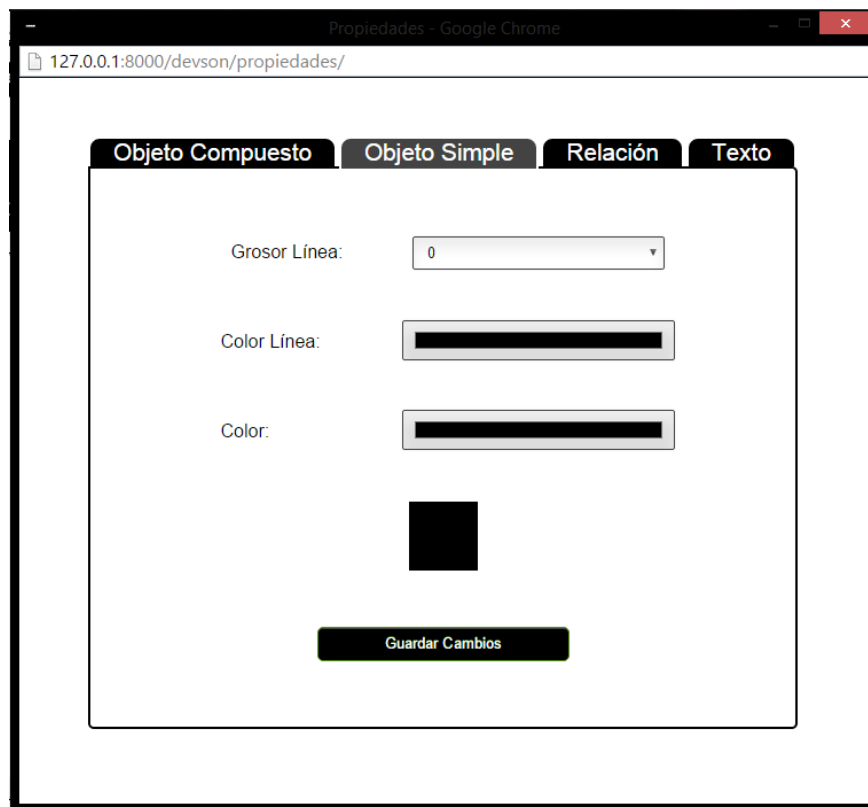 Propiedades - Google Chrome
127.0.0.1:8000/devson/propiedades/
Objeto Compuesto Objeto Simple Relación Texto
Grosor Línea: 0
Color Línea:
Color:
Guardar Cambios